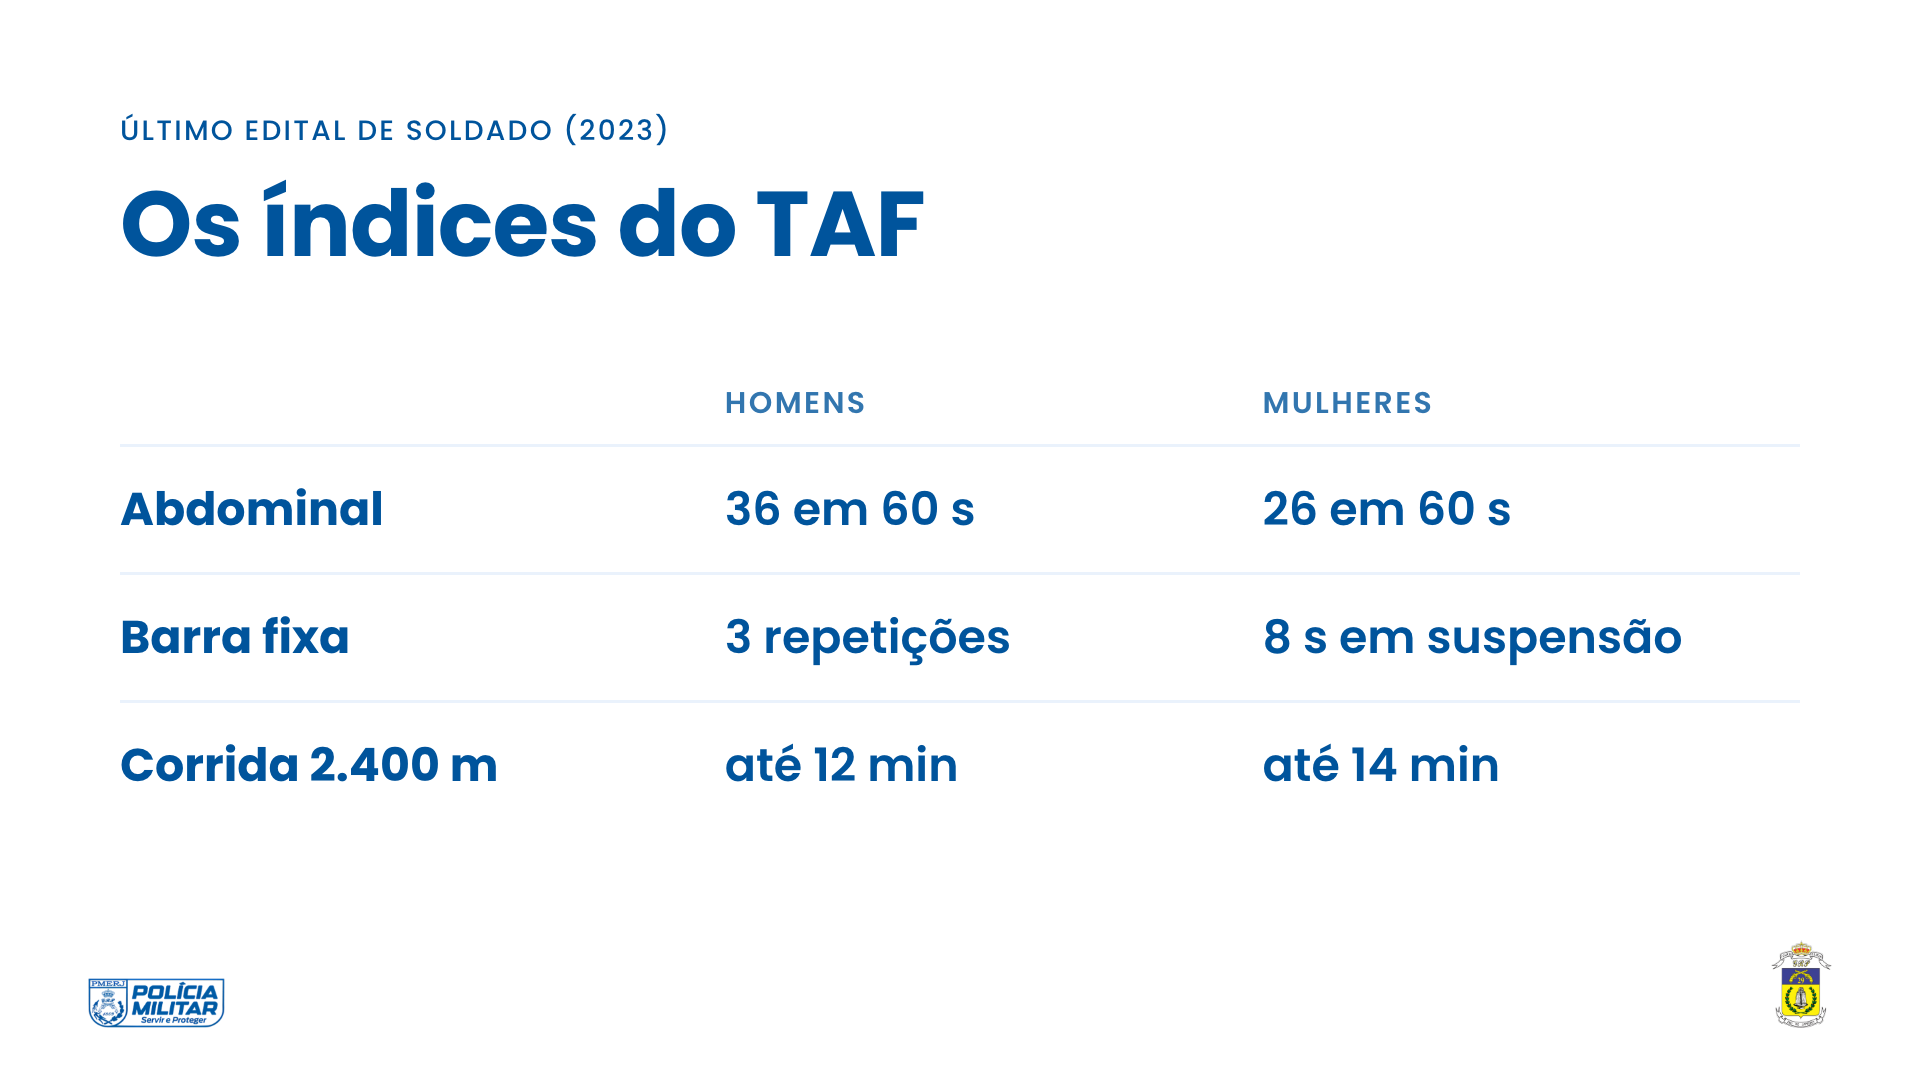 ÚLTIMO EDITAL DE SOLDADO (2023)
Os índices do TAF
HOMENS MULHERES
Abdominal 36 em 60 s 26 em 60 s
Barra fixa 3 repetições 8 s em suspensão
Corrida 2.400 m até 12 min até 14 min
PMERJ
POLÍCIA
MILITAR
Servir e Proteger
29